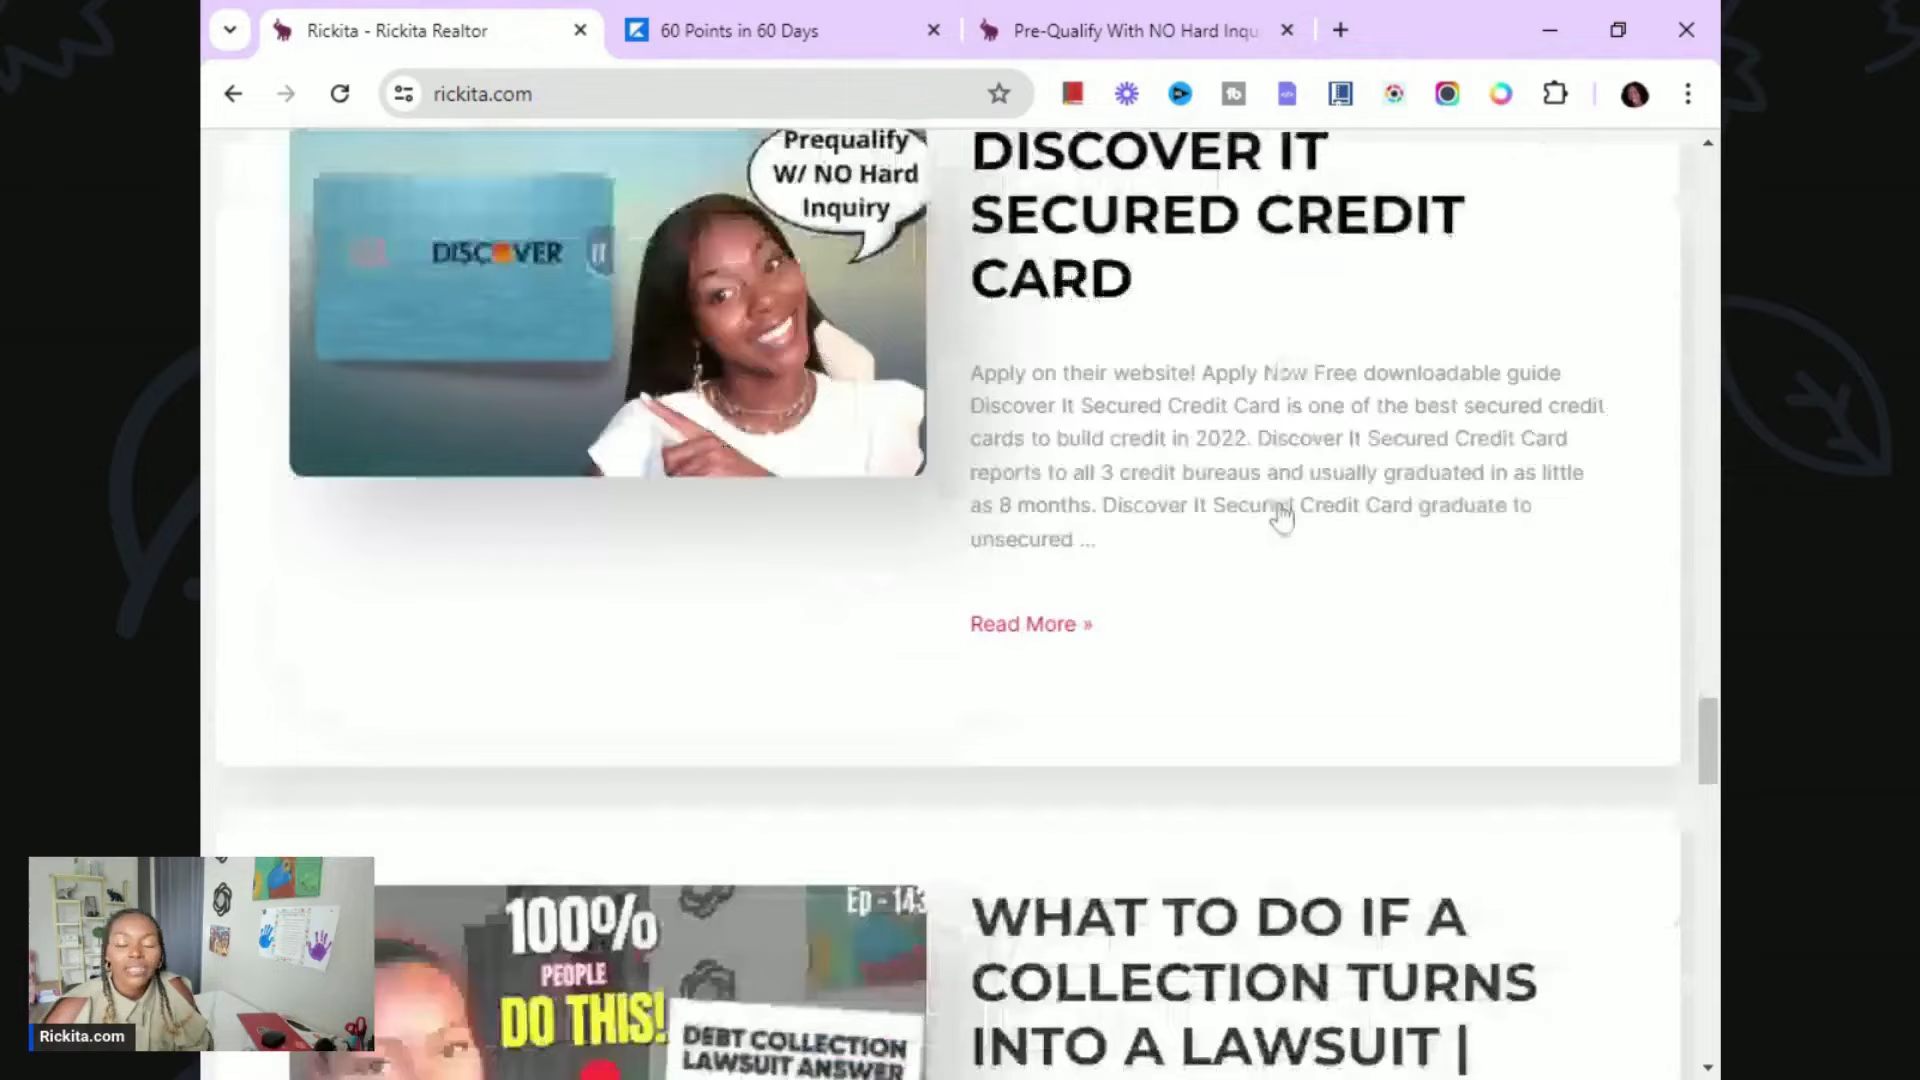 Rickita - Rickita Realtor
60 Points in 60 Days
Pre-Qualify With NO Hard Inqu
rickita.com
Prequalify
W/ NO Hard
Inquiry
DISCOVER IT
DISCOVER IT
SECURED CREDIT
CARD
Apply on their website! Apply Now Free downloadable guide
Discover It Secured Credit Card is one of the best secured credit
cards to build credit in 2022. Discover It Secured Credit Card
reports to all 3 credit bureaus and usually graduated in as little
as 8 months. Discover It Secured Credit Card graduate to
unsecured ...
Read More »
100%
PEOPLE
DO THIS!
Ep - 143
DEBT COLLECTION
LAWSUIT ANSWER
WHAT TO DO IF A
COLLECTION TURNS
INTO A LAWSUIT |
Rickita.com